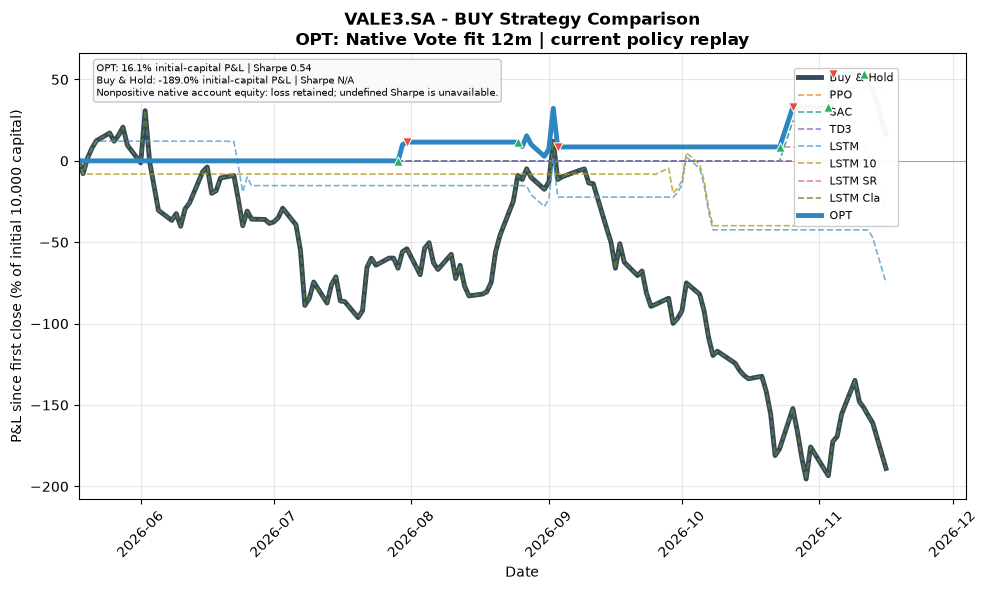 VALE3.SA - BUY Strategy Comparison
OPT: Native Vote fit 12m | current policy replay
OPT: 16.1% initial-capital P&L | Sharpe 0.54
Buy & Hold: -189.0% initial-capital P&L | Sharpe N/A
Nonpositive native account equity: loss retained; undefined Sharpe is unavailable.
Buy & Hold
PPO
SAC
TD3
LSTM
LSTM 10
LSTM SR
LSTM Cla
OPT
P&L since first close (% of initial 10,000 capital)
50
0
−50
−100
−150
−200
2026-06
2026-07
2026-08
2026-09
2026-10
2026-11
2026-12
Date